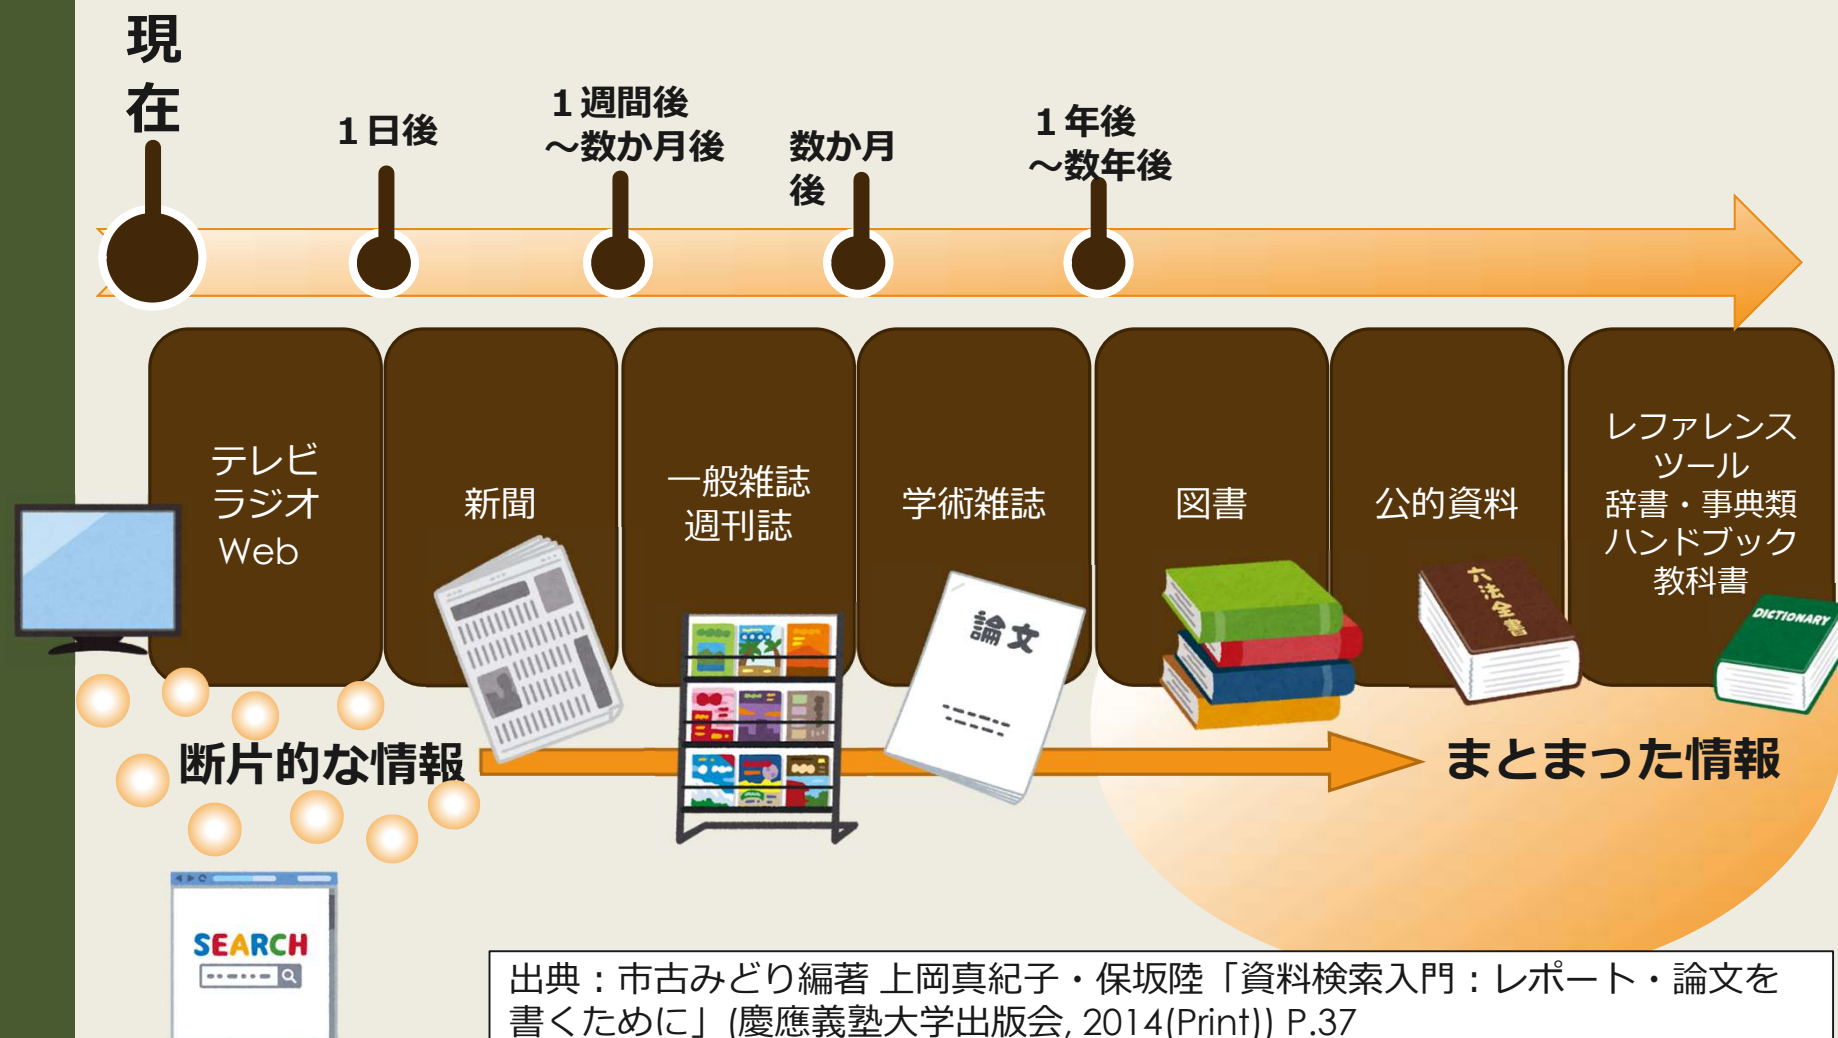 現
在
１日後
１週間後
～数か月後
数か月
後
１年後
～数年後
テレビ
ラジオ
Web
新聞
一般雑誌
週刊誌
学術雑誌
図書
公的資料
レファレンス
ツール
辞書・事典類
ハンドブック
教科書
論文
六法全書
DICTIONARY
断片的な情報
まとまった情報
SEARCH
出典：市古みどり編著 上岡真紀子・保坂陸「資料検索入門：レポート・論文を
書くために」(慶應義塾大学出版会, 2014(Print)) P.37